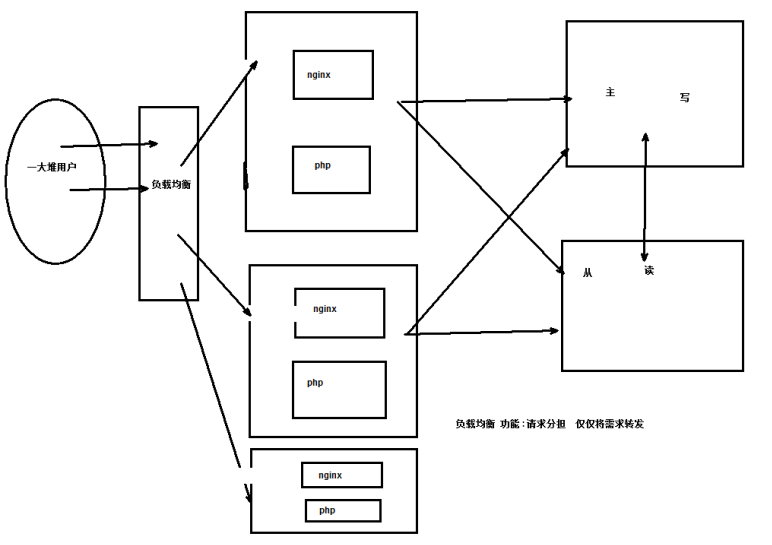 一大堆用户
负载均衡
nginx
php
nginx
php
nginx
php
主 写
从 读
负载均衡 功能:请求分担 仅仅将需求转发